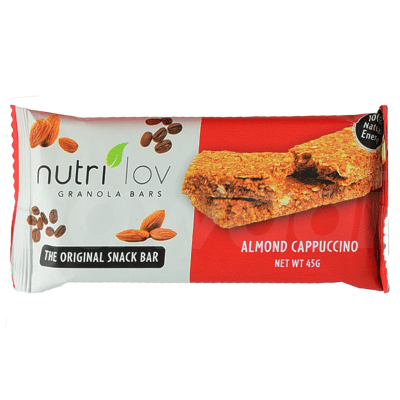 nutri lov
GRANOLA BARS
THE ORIGINAL SNACK BAR
ALMOND CAPPUCCINO
NET WT 45G